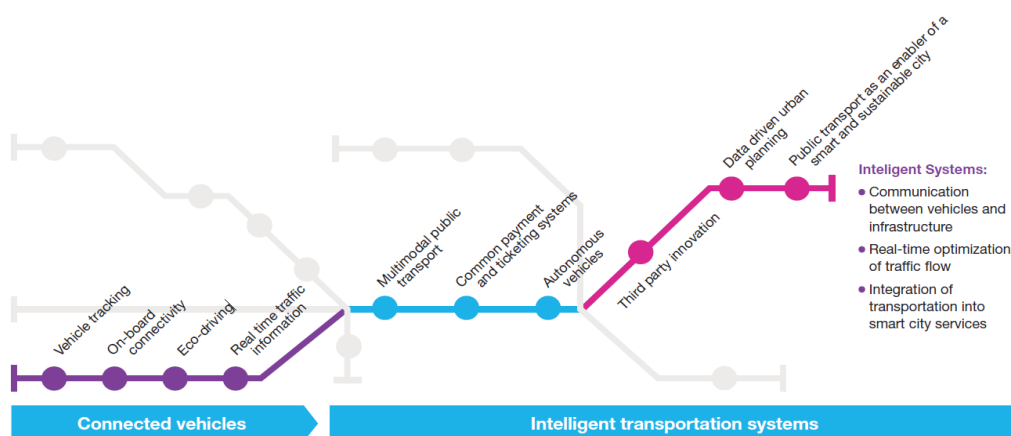 Vehicle tracking
On-board
connectivity
Eco-driving
Real time traffic
information
Multimodal public
transport
Common payment
and ticketing systems
Autonomous
vehicles
Third party innovation
Data driven urban
planning
Public transport as an enabler of a
smart and sustainable city
Inteligent Systems:
• Communication
between vehicles and
infrastructure
• Real-time optimization
of traffic flow
• Integration of
transportation into
smart city services
Connected vehicles
Intelligent transportation systems